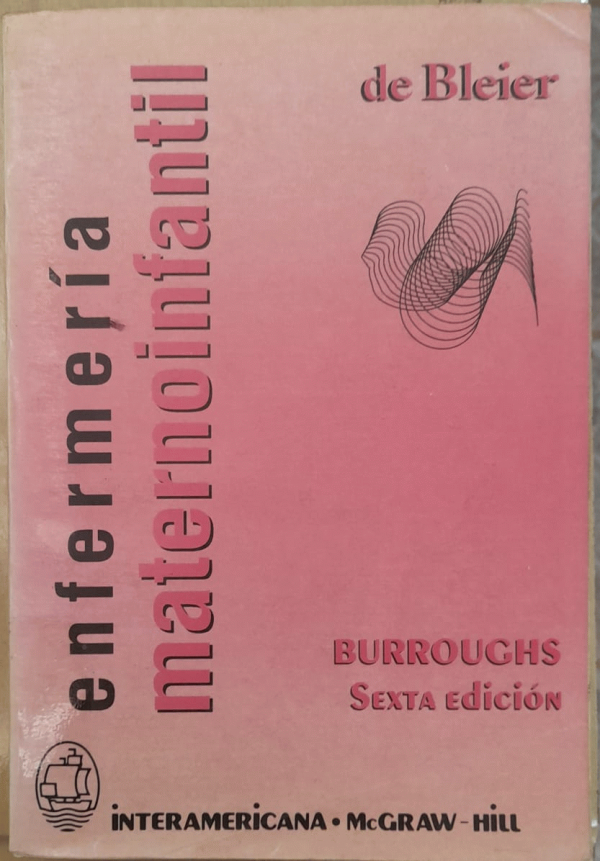 de Bleier
enfermería
maternoinfantil
BURROUGHS
SEXTA EDICIÓN
INTERAMERICANA • McGRAW-HILL